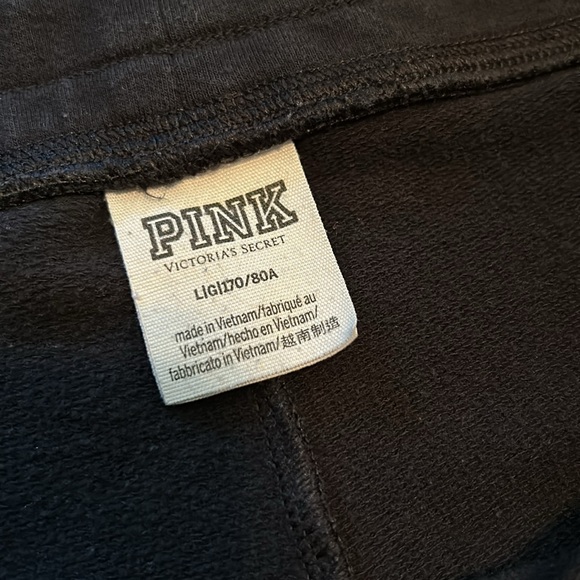 PINK
VICTORIA'S SECRET
L|G|170/80A
made in Vietnam/fabriqué au
Vietnam/hecho en Vietnam/
fabbricato in Vietnam/越南制造